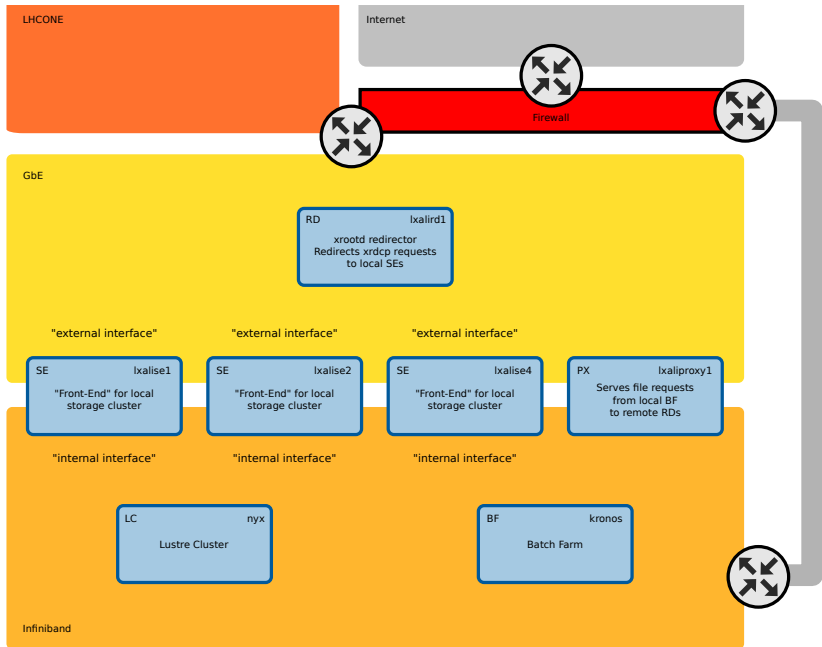 LHCONE
Internet
Firewall
GbE
RD lxalird1
xrootd redirector
Redirects xrdcp requests
to local SEs
"external interface" "external interface" "external interface"
SE lxalise1
"Front-End" for local
storage cluster
SE lxalise2
"Front-End" for local
storage cluster
SE lxalise4
"Front-End" for local
storage cluster
PX lxaliproxy1
Serves file requests
from local BF
to remote RDs
"internal interface" "internal interface" "internal interface"
LC nyx
Lustre Cluster
BF kronos
Batch Farm
Infiniband